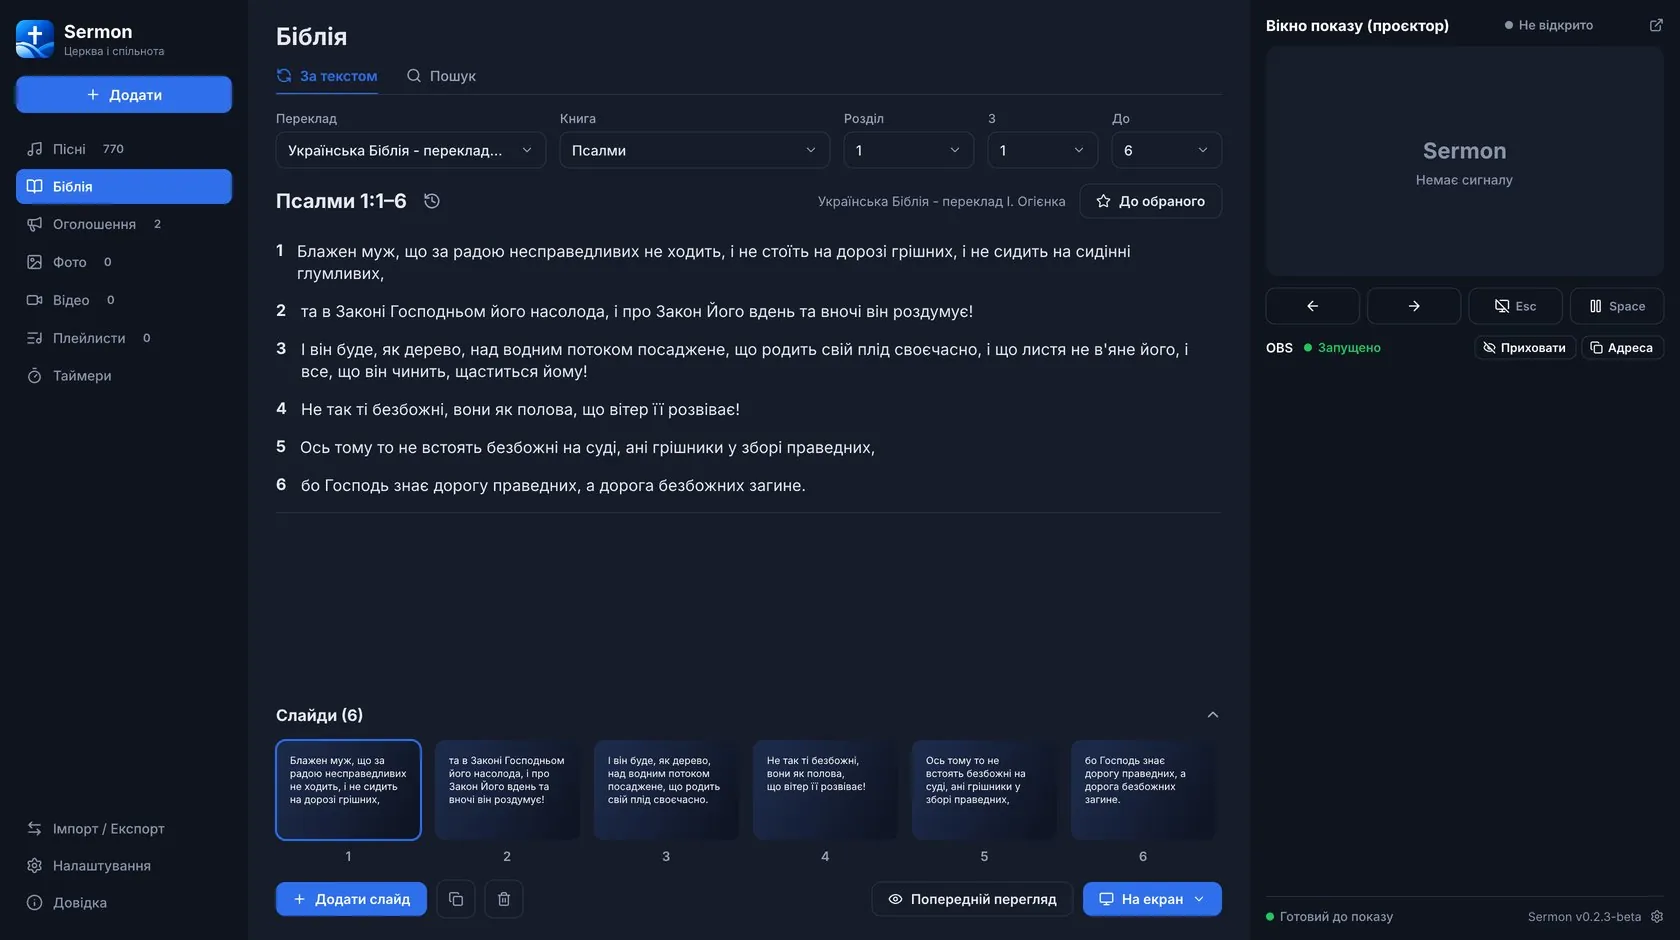 Sermon
Церква і спільнота
Додати
Пісні 770
Біблія
Оголошення 2
Фото 0
Відео 0
Плейлисти 0
Таймери
Імпорт / Експорт
Налаштування
Довідка
Біблія
За текстом Пошук
Переклад Книга Розділ З До
Українська Біблія - переклад... Псалми 1 1 6
Псалми 1:1–6 Українська Біблія - переклад І. Огієнка До обраного
1 Блажен муж, що за радою несправедливих не ходить, і не стоїть на дорозі грішних, і не сидить на сидінні
глумливих,
2 та в Законі Господньом його насолода, і про Закон Його вдень та вночі він роздумує!
3 І він буде, як дерево, над водним потоком посаджене, що родить свій плід своєчасно, і що листя не в'яне його, і
все, що він чинить, щаститься йому!
4 Не так ті безбожні, вони як полова, що вітер її розвіває!
5 Ось тому то не встоять безбожні на суді, ані грішники у зборі праведних,
6 бо Господь знає дорогу праведних, а дорога безбожних загине.
Слайди (6)
Блажен муж, що за
радою несправедливих
не ходить, і не сидить
на дорозі грішних,
1
та в Законі Господньом
його насолода, і про
Закон Його вдень та
вночі він роздумує!
2
І він буде, як дерево,
над водним потоком
посаджене, що родить
свій плід своєчасно.
3
Не так ті безбожні,
вони як полова,
що вітер її розвіває!
4
Ось тому то не
встоять безбожні на
суді, ані грішники у
зборі праведних,
5
бо Господь знає
дорогу праведних, а
дорога безбожних
загине.
6
Додати слайд Попередній перегляд На екран
Вікно показу (проєктор) Не відкрито
Sermon
Немає сигналу
Esc Space
OBS Запущено Приховати Адреса
Готовий до показу Sermon v0.2.3-beta